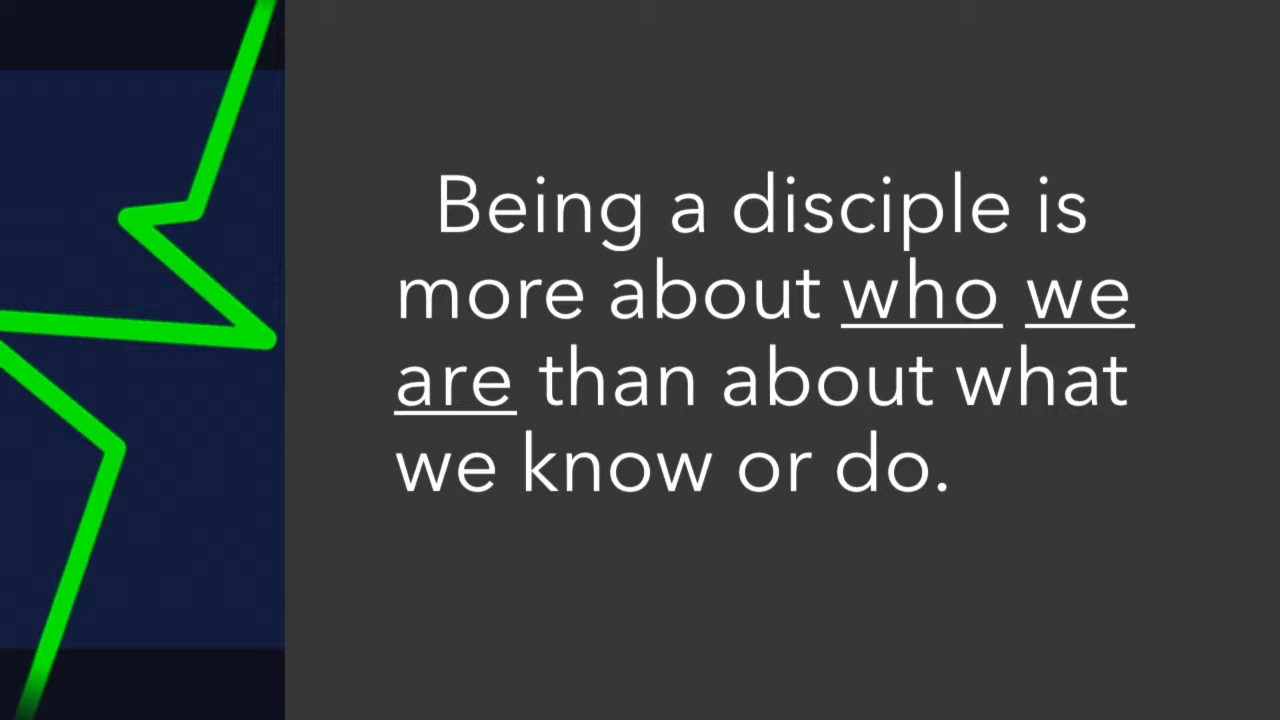 Being a disciple is
more about who we
are than about what
we know or do.